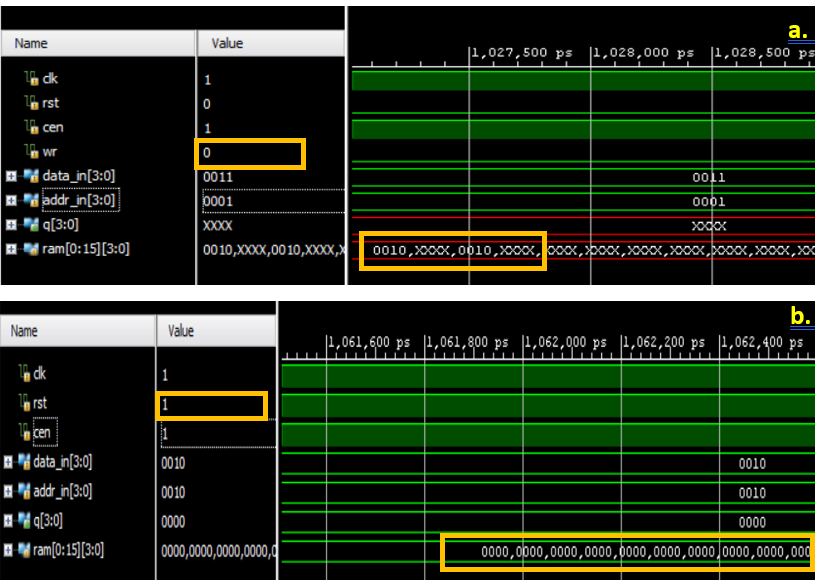 a.
Name Value
1,027,500 ps 1,028,000 ps 1,028,500 ps
clk 1
rst 0
cen 1
wr 0
data_in[3:0] 0011 0011
addr_in[3:0] 0001 0001
q[3:0] XXXX XXXX
ram[0:15][3:0] 0010,XXXX,0010,XXXX,X 0010,XXXX,0010,XXXX,XXXX,XXXX,XXXX,XXXX,XXXX,XXXX,XX
b.
Name Value
1,061,600 ps 1,061,800 ps 1,062,000 ps 1,062,200 ps 1,062,400 ps
clk 1
rst 1
cen 1
data_in[3:0] 0010 0010
addr_in[3:0] 0010 0010
q[3:0] 0000 0000
ram[0:15][3:0] 0000,0000,0000,0000,0 0000,0000,0000,0000,0000,0000,0000,0000,0000,000